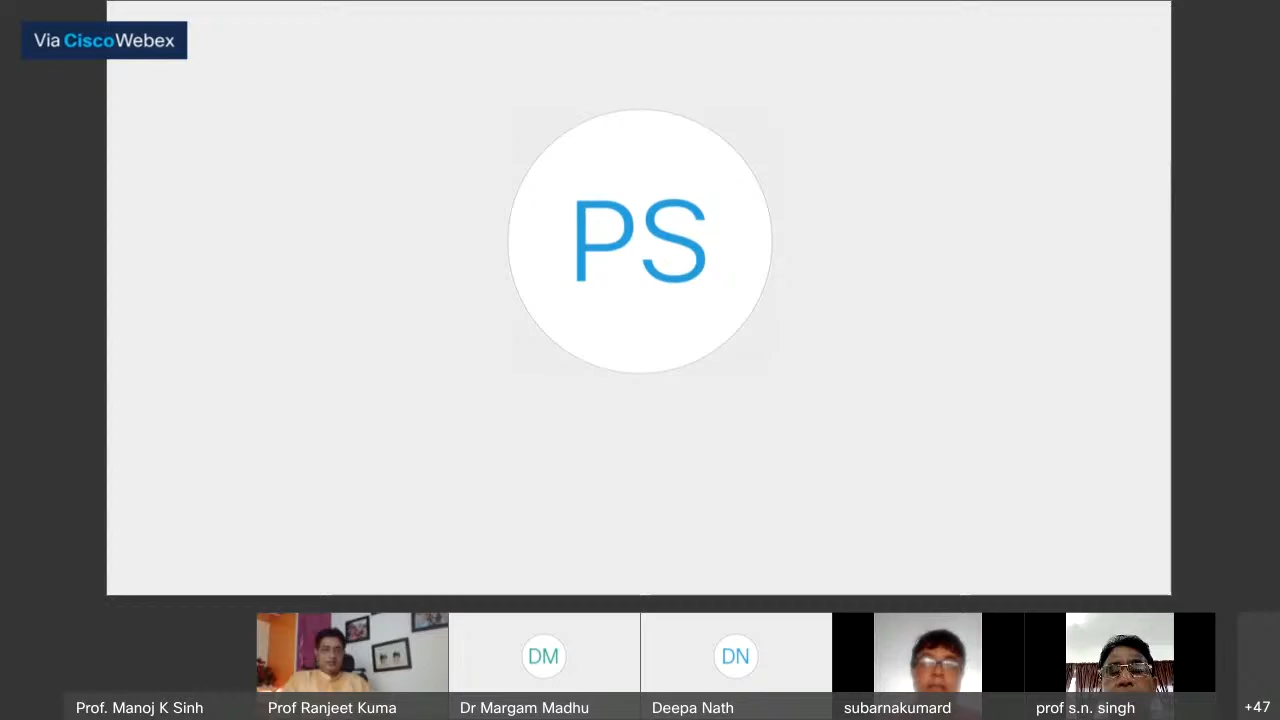 Via CiscoWebex
PS
DM
DN
Prof. Manoj K Sinh
Prof Ranjeet Kuma
Dr Margam Madhu
Deepa Nath
subarnakumard
prof s.n. singh
+47